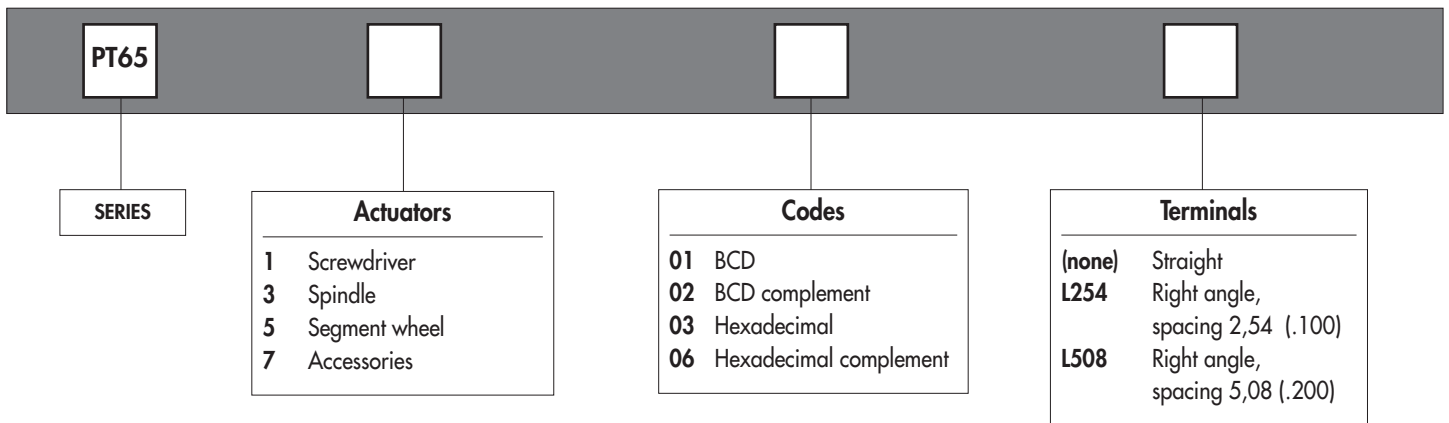 PT65
SERIES
Actuators
1 Screwdriver
3 Spindle
5 Segment wheel
7 Accessories
Codes
01 BCD
02 BCD complement
03 Hexadecimal
06 Hexadecimal complement
Terminals
(none) Straight
L254 Right angle,
spacing 2,54 (.100)
L508 Right angle,
spacing 5,08 (.200)